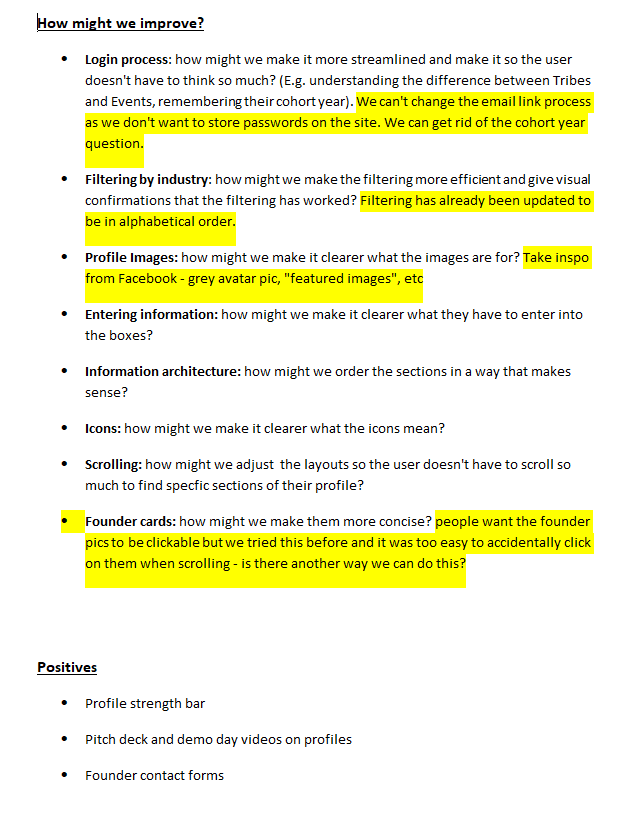 How might we improve?
• Login process: how might we make it more streamlined and make it so the user
doesn't have to think so much? (E.g. understanding the difference between Tribes
and Events, remembering their cohort year). We can't change the email link process
as we don't want to store passwords on the site. We can get rid of the cohort year
question.
• Filtering by industry: how might we make the filtering more efficient and give visual
confirmations that the filtering has worked? Filtering has already been updated to
be in alphabetical order.
• Profile Images: how might we make it clearer what the images are for? Take inspo
from Facebook - grey avatar pic, "featured images", etc
• Entering information: how might we make it clearer what they have to enter into
the boxes?
• Information architecture: how might we order the sections in a way that makes
sense?
• Icons: how might we make it clearer what the icons mean?
• Scrolling: how might we adjust  the layouts so the user doesn't have to scroll so
much to find specfic sections of their profile?
• Founder cards: how might we make them more concise? people want the founder
pics to be clickable but we tried this before and it was too easy to accidentally click
on them when scrolling - is there another way we can do this?
Positives
• Profile strength bar
• Pitch deck and demo day videos on profiles
• Founder contact forms